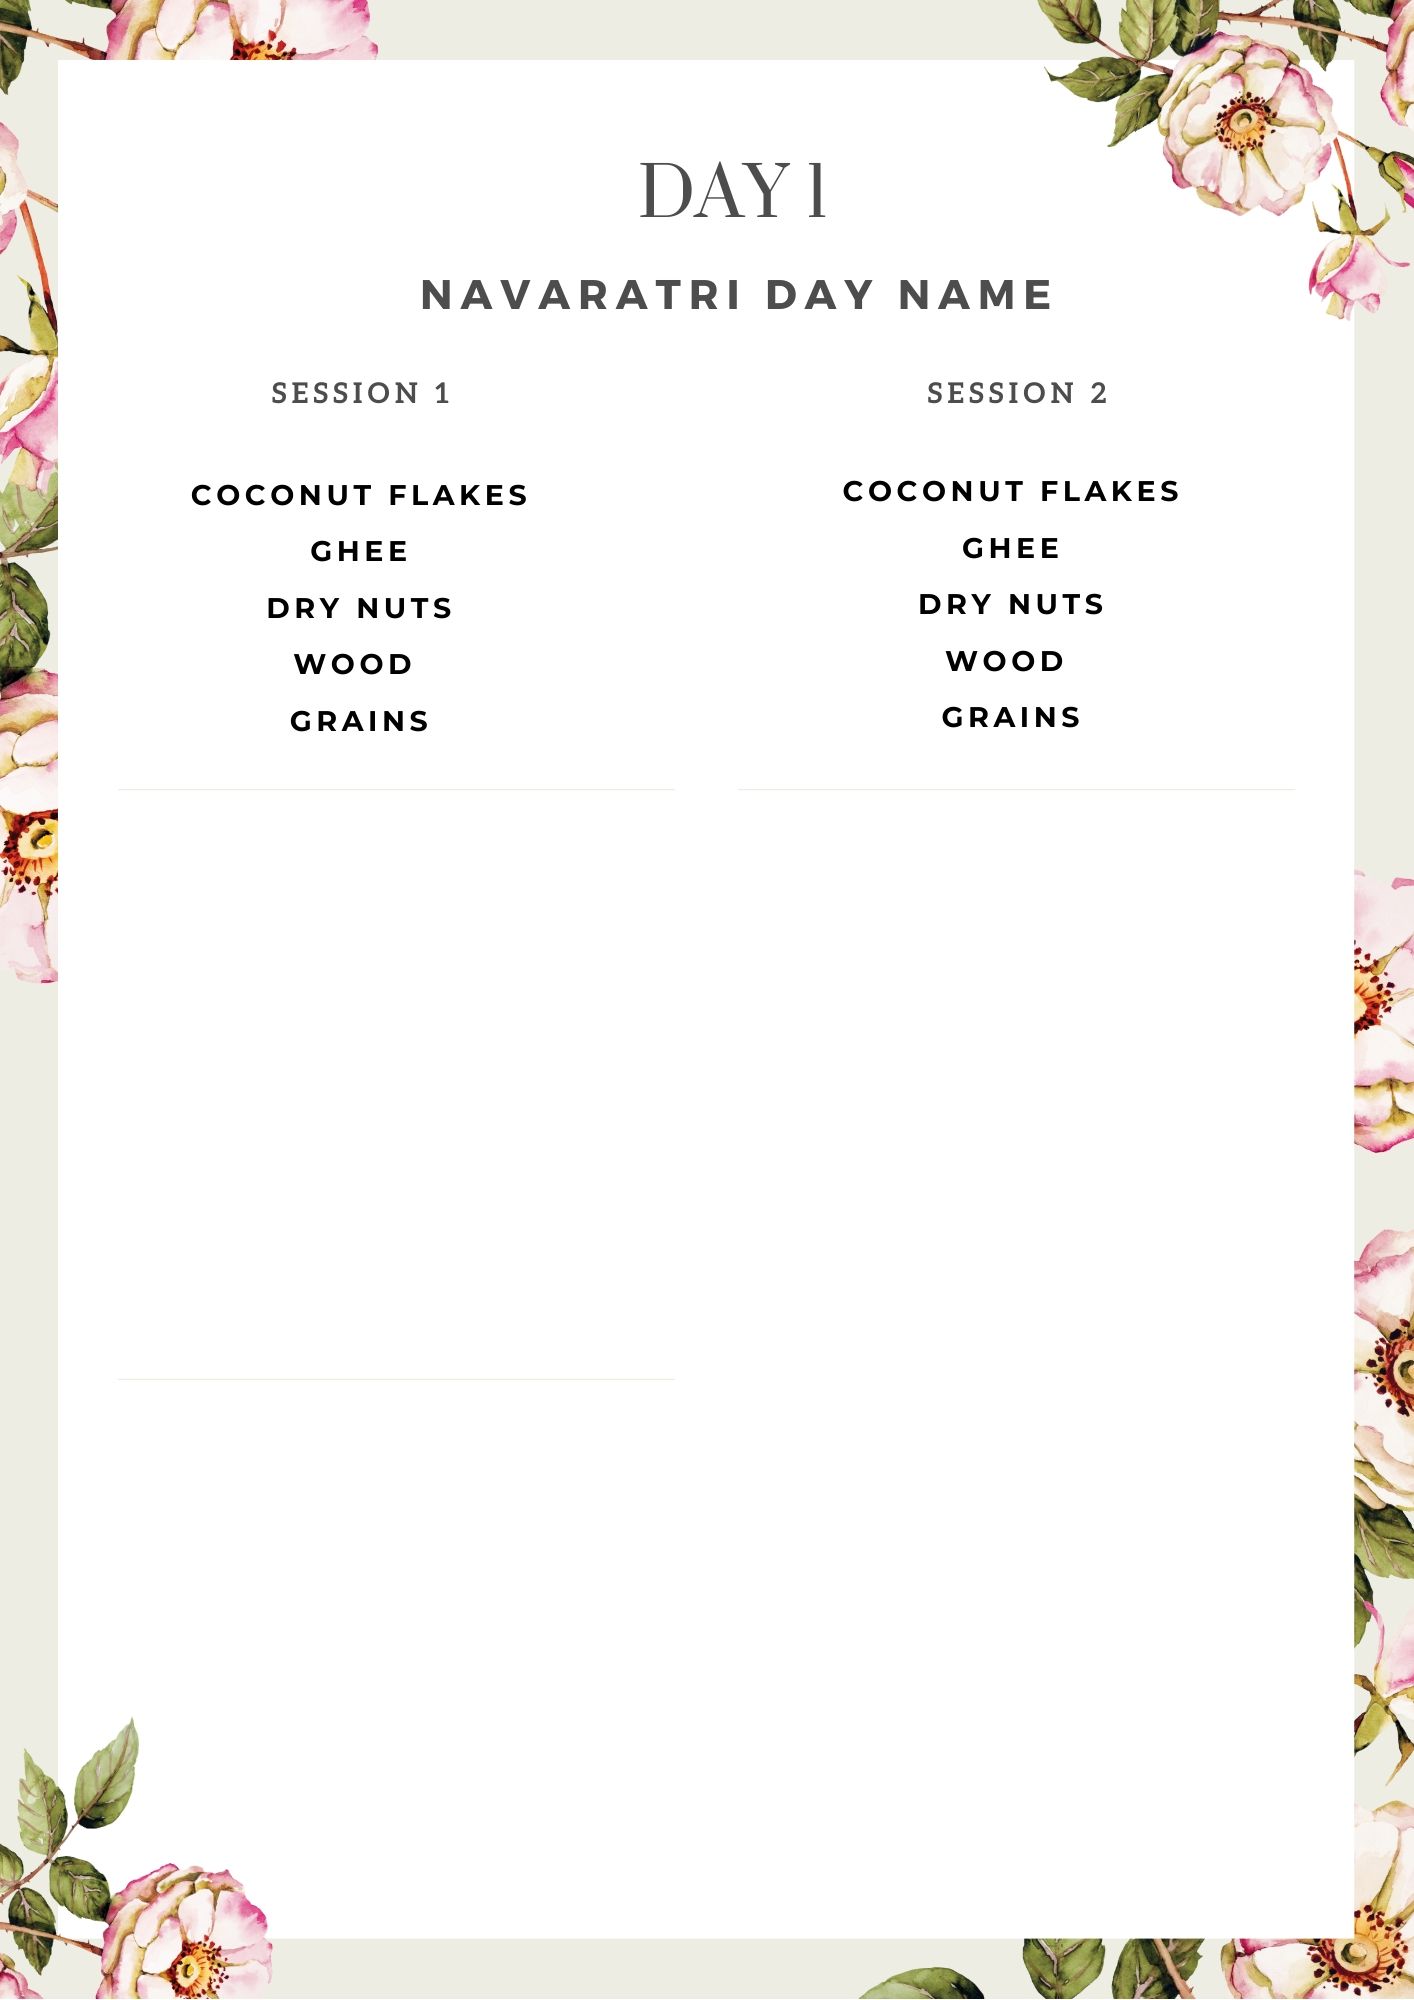 DAY 1
NAVARATRI DAY NAME
SESSION 1
COCONUT FLAKES
GHEE
DRY NUTS
WOOD
GRAINS
SESSION 2
COCONUT FLAKES
GHEE
DRY NUTS
WOOD
GRAINS